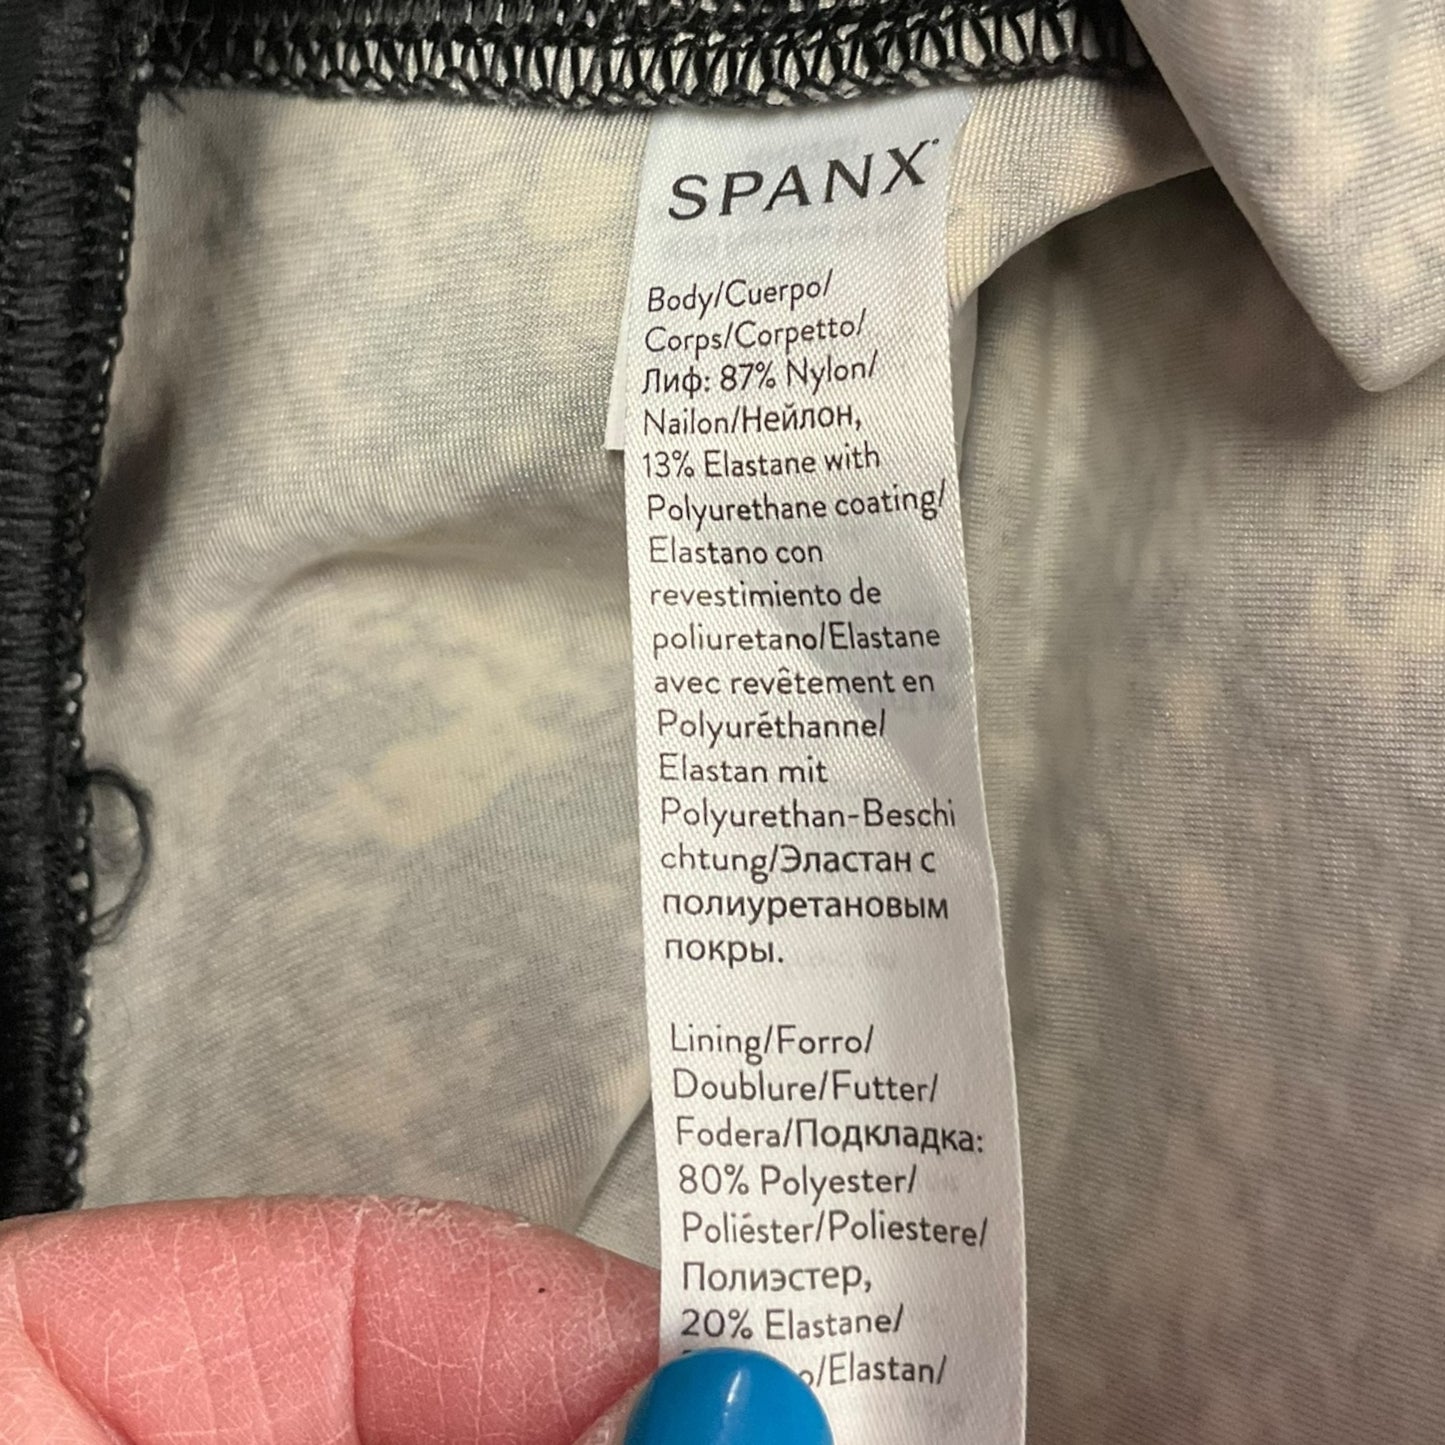 SPANX
Body/Cuerpo/
Corps/Corpetto/
Лиф: 87% Nylon/
Nailon/Нейлон,
13% Elastane with
Polyurethane coating/
Elastano con
revestimiento de
poliuretano/Elastane
avec revêtement en
Polyuréthanne/
Elastan mit
Polyurethan-Beschi
chtung/Эластан с
полиуретановым
покры.
Lining/Forro/
Doublure/Futter/
Fodera/Подкладка:
80% Polyester/
Poliéster/Poliestere/
Полиэстер,
20% Elastane/
/Elastan/